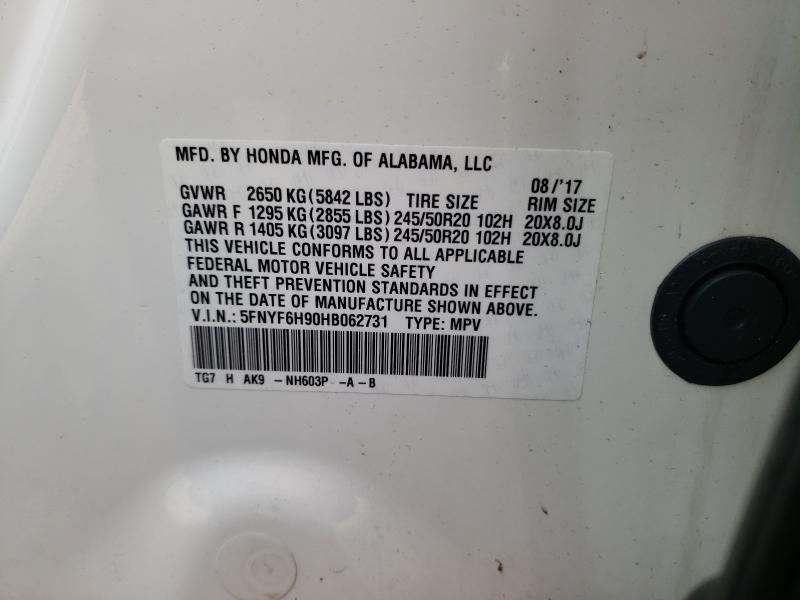 MFD. BY HONDA MFG. OF ALABAMA, LLC
08/'17
GVWR 2650 KG(5842 LBS) TIRE SIZE RIM SIZE
GAWR F 1295 KG(2855 LBS)245/50R20 102H 20X8.0J
GAWR R 1405 KG(3097 LBS)245/50R20 102H 20X8.0J
THIS VEHICLE CONFORMS TO ALL APPLICABLE
FEDERAL MOTOR VEHICLE SAFETY
AND THEFT PREVENTION STANDARDS IN EFFECT
ON THE DATE OF MANUFACTURE SHOWN ABOVE.
V.I.N.:5FNYF6H90HB062731 TYPE: MPV
TG7 H AK9 -NH603P -A-B